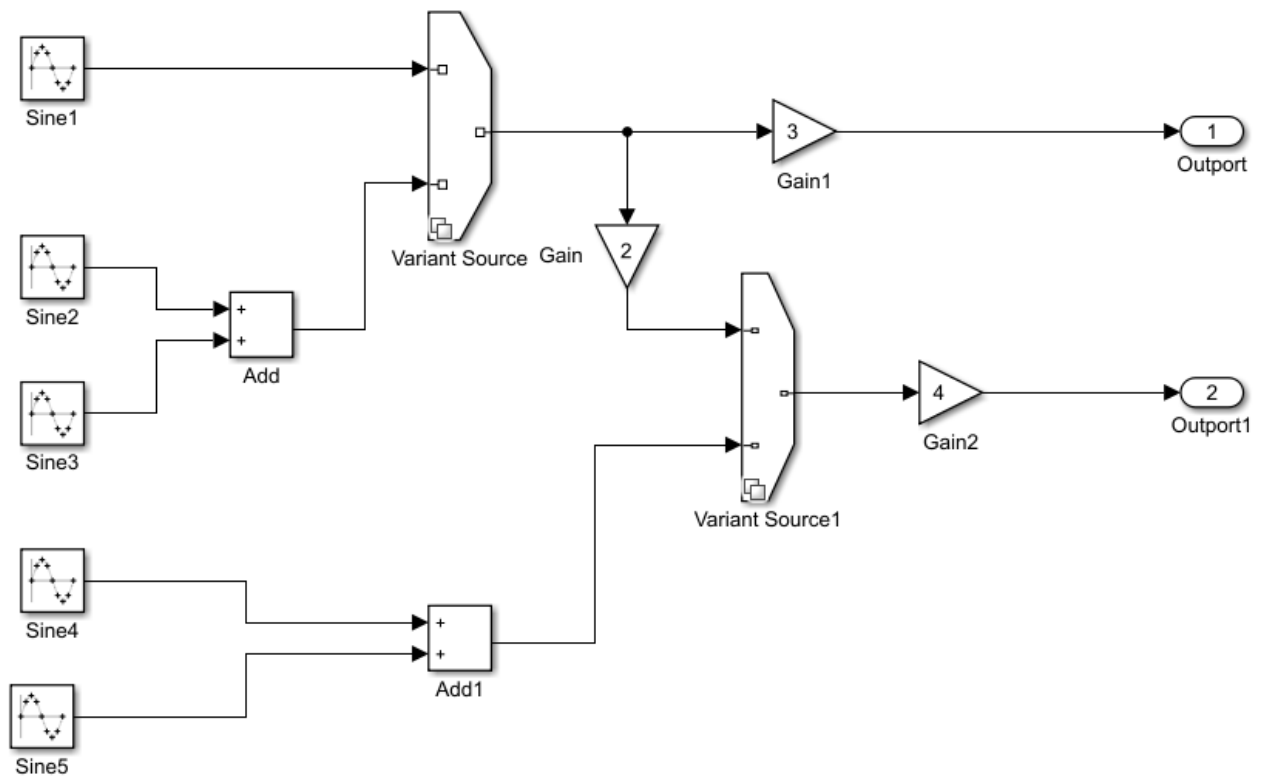 Sine1
3
1
Gain1
Outport
Variant Source
Gain
2
Sine2
+
+
Add
Sine3
4
2
Gain2
Outport1
Variant Source1
Sine4
+
+
Add1
Sine5